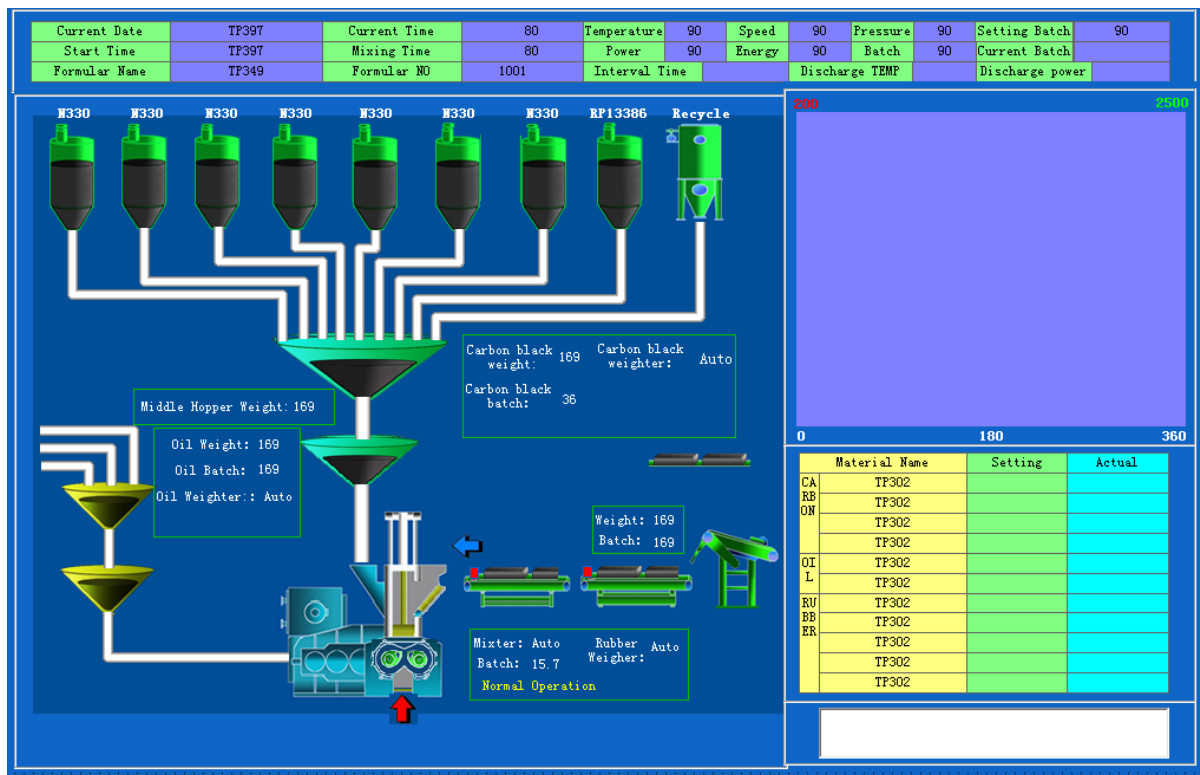 Current Date TP397 Current Time 80 Temperature 90 Speed 90 Pressure 90 Setting Batch 90
Start Time TP397 Mixing Time 80 Power 90 Energy 90 Batch 90 Current Batch
Formular Name TP349 Formular NO 1001 Interval Time Discharge TEMP Discharge power
N330 N330 N330 N330 N330 N330 N330 RP13386 Recycle
200 2500
Carbon black weight: 169 Carbon black weighter: Auto
Carbon black batch: 36
Middle Hopper Weight: 169
Oil Weight: 169
Oil Batch: 169
Oil Weighter:: Auto
Weight: 169
Batch: 169
Mixter: Auto Rubber Weigher: Auto
Batch: 15.7
Normal Operation
0 180 360
Material Name Setting Actual
CARBON TP302
TP302
TP302
TP302
OIL TP302
TP302
RUBBER TP302
TP302
TP302
TP302
TP302